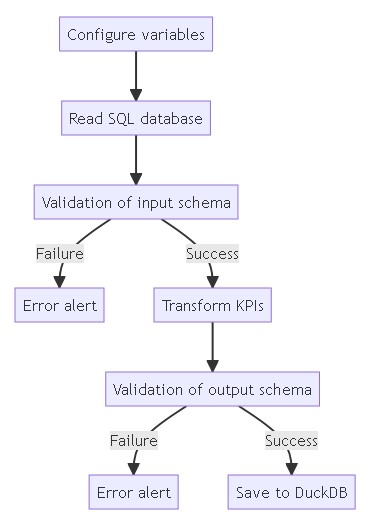 Configure variables
Read SQL database
Validation of input schema
Failure
Success
Error alert
Transform KPIs
Validation of output schema
Failure
Success
Error alert
Save to DuckDB